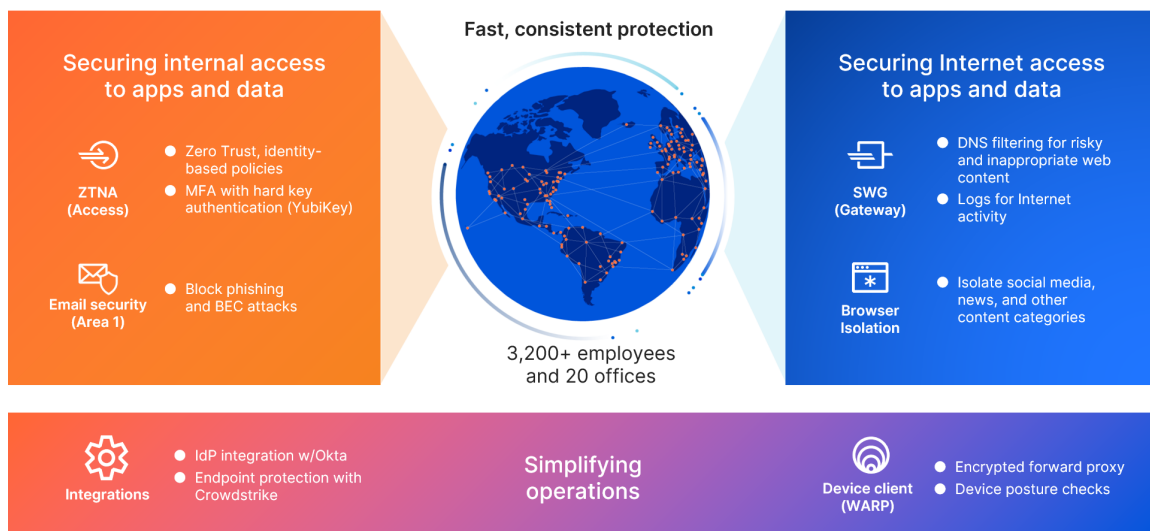 Securing internal access
to apps and data
ZTNA
(Access)
Zero Trust, identity-
based policies
MFA with hard key
authentication (YubiKey)
Email security
(Area 1)
Block phishing
and BEC attacks
Fast, consistent protection
3,200+ employees
and 20 offices
Securing Internet access
to apps and data
SWG
(Gateway)
DNS filtering for risky
and inappropriate web
content
Logs for Internet
activity
Browser
Isolation
Isolate social media,
news, and other
content categories
Integrations
IdP integration w/Okta
Endpoint protection with
Crowdstrike
Simplifying
operations
Device client
(WARP)
Encrypted forward proxy
Device posture checks